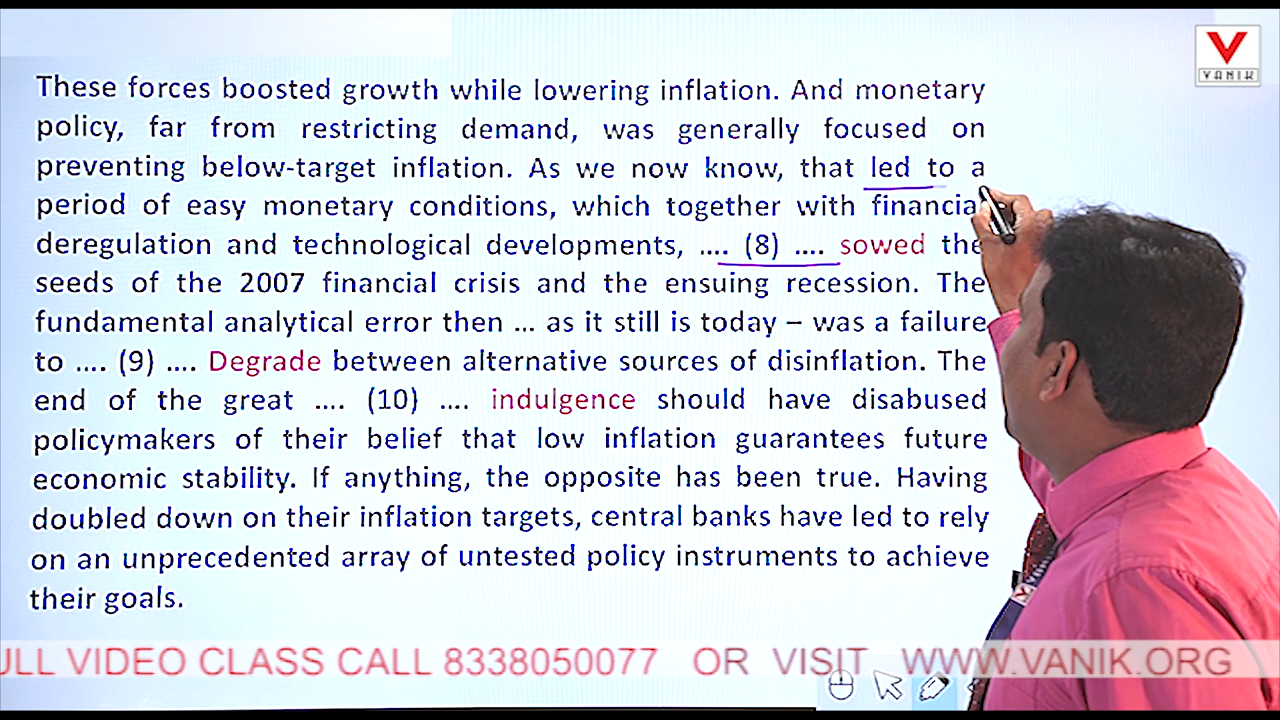 VANIK
These forces boosted growth while lowering inflation. And monetary
policy, far from restricting demand, was generally focused on
preventing below-target inflation. As we now know, that led to a
period of easy monetary conditions, which together with financial
deregulation and technological developments, .... (8) .... sowed the
seeds of the 2007 financial crisis and the ensuing recession. The
fundamental analytical error then ... as it still is today – was a failure
to .... (9) .... Degrade between alternative sources of disinflation. The
end of the great .... (10) .... indulgence should have disabused
policymakers of their belief that low inflation guarantees future
economic stability. If anything, the opposite has been true. Having
doubled down on their inflation targets, central banks have led to rely
on an unprecedented array of untested policy instruments to achieve
their goals.
ULL VIDEO CLASS CALL 8338050077 OR VISIT WWW.VANIK.ORG